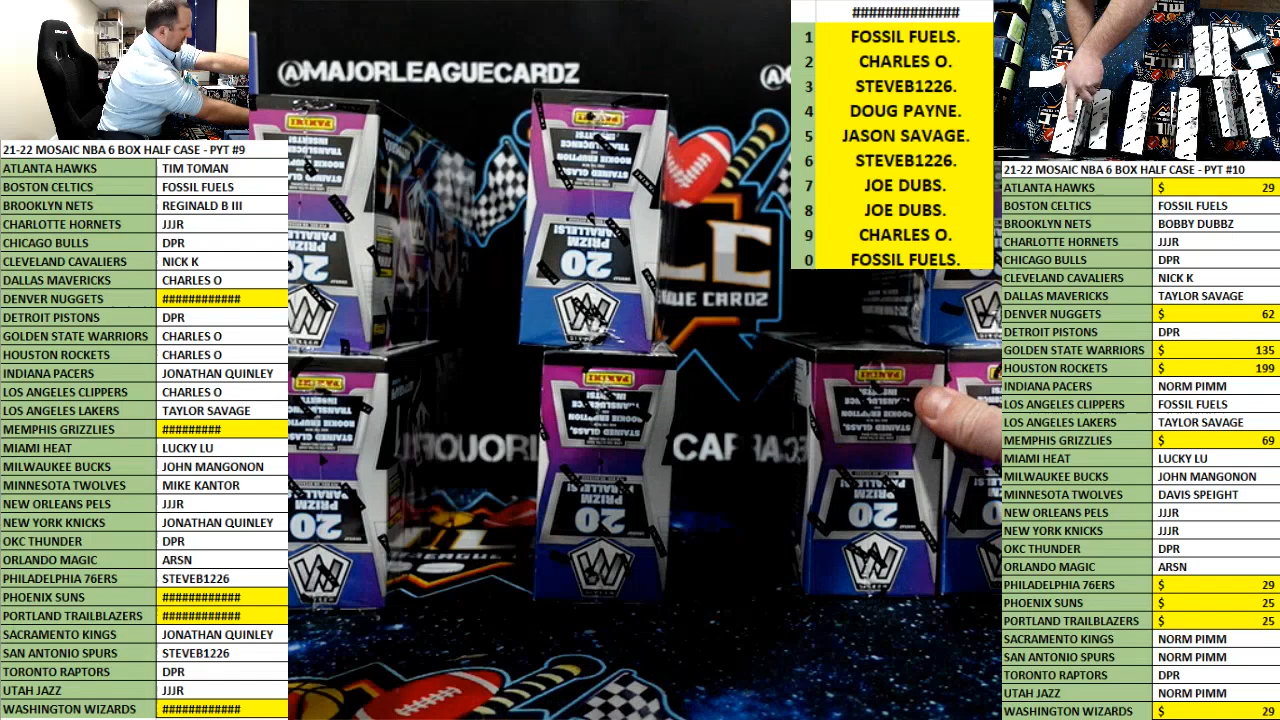 21-22 MOSAIC NBA 6 BOX HALF CASE - PYT #9
ATLANTA HAWKS TIM TOMAN
BOSTON CELTICS FOSSIL FUELS
BROOKLYN NETS REGINALD B III
CHARLOTTE HORNETS JJJR
CHICAGO BULLS DPR
CLEVELAND CAVALIERS NICK K
DALLAS MAVERICKS CHARLES O
DENVER NUGGETS ############
DETROIT PISTONS DPR
GOLDEN STATE WARRIORS CHARLES O
HOUSTON ROCKETS CHARLES O
INDIANA PACERS JONATHAN QUINLEY
LOS ANGELES CLIPPERS CHARLES O
LOS ANGELES LAKERS TAYLOR SAVAGE
MEMPHIS GRIZZLIES #########
MIAMI HEAT LUCKY LU
MILWAUKEE BUCKS JOHN MANGONON
MINNESOTA TWOLVES MIKE KANTOR
NEW ORLEANS PELS JJJR
NEW YORK KNICKS JONATHAN QUINLEY
OKC THUNDER DPR
ORLANDO MAGIC ARSN
PHILADELPHIA 76ERS STEVEB1226
PHOENIX SUNS ############
PORTLAND TRAILBLAZERS ############
SACRAMENTO KINGS JONATHAN QUINLEY
SAN ANTONIO SPURS STEVEB1226
TORONTO RAPTORS DPR
UTAH JAZZ JJJR
WASHINGTON WIZARDS ############
@MAJORLEAGUECARDZ
PANINI
STAINED GLASS,
ROOKIE ERUPTION
AND
TRANSLUCENCE
INSERTS!
20
PRIZM
PARALLELS!
MOSAIC
#############
1 FOSSIL FUELS.
2 CHARLES O.
3 STEVEB1226.
4 DOUG PAYNE.
5 JASON SAVAGE.
6 STEVEB1226.
7 JOE DUBS.
8 JOE DUBS.
9 CHARLES O.
0 FOSSIL FUELS.
21-22 MOSAIC NBA 6 BOX HALF CASE - PYT #10
ATLANTA HAWKS $ 29
BOSTON CELTICS FOSSIL FUELS
BROOKLYN NETS BOBBY DUBBZ
CHARLOTTE HORNETS JJJR
CHICAGO BULLS DPR
CLEVELAND CAVALIERS NICK K
DALLAS MAVERICKS TAYLOR SAVAGE
DENVER NUGGETS $ 62
DETROIT PISTONS DPR
GOLDEN STATE WARRIORS $ 135
HOUSTON ROCKETS $ 199
INDIANA PACERS NORM PIMM
LOS ANGELES CLIPPERS FOSSIL FUELS
LOS ANGELES LAKERS TAYLOR SAVAGE
MEMPHIS GRIZZLIES $ 69
MIAMI HEAT LUCKY LU
MILWAUKEE BUCKS JOHN MANGONON
MINNESOTA TWOLVES DAVIS SPEIGHT
NEW ORLEANS PELS JJJR
NEW YORK KNICKS JJJR
OKC THUNDER DPR
ORLANDO MAGIC ARSN
PHILADELPHIA 76ERS $ 29
PHOENIX SUNS $ 25
PORTLAND TRAILBLAZERS $ 25
SACRAMENTO KINGS NORM PIMM
SAN ANTONIO SPURS NORM PIMM
TORONTO RAPTORS DPR
UTAH JAZZ NORM PIMM
WASHINGTON WIZARDS $ 29